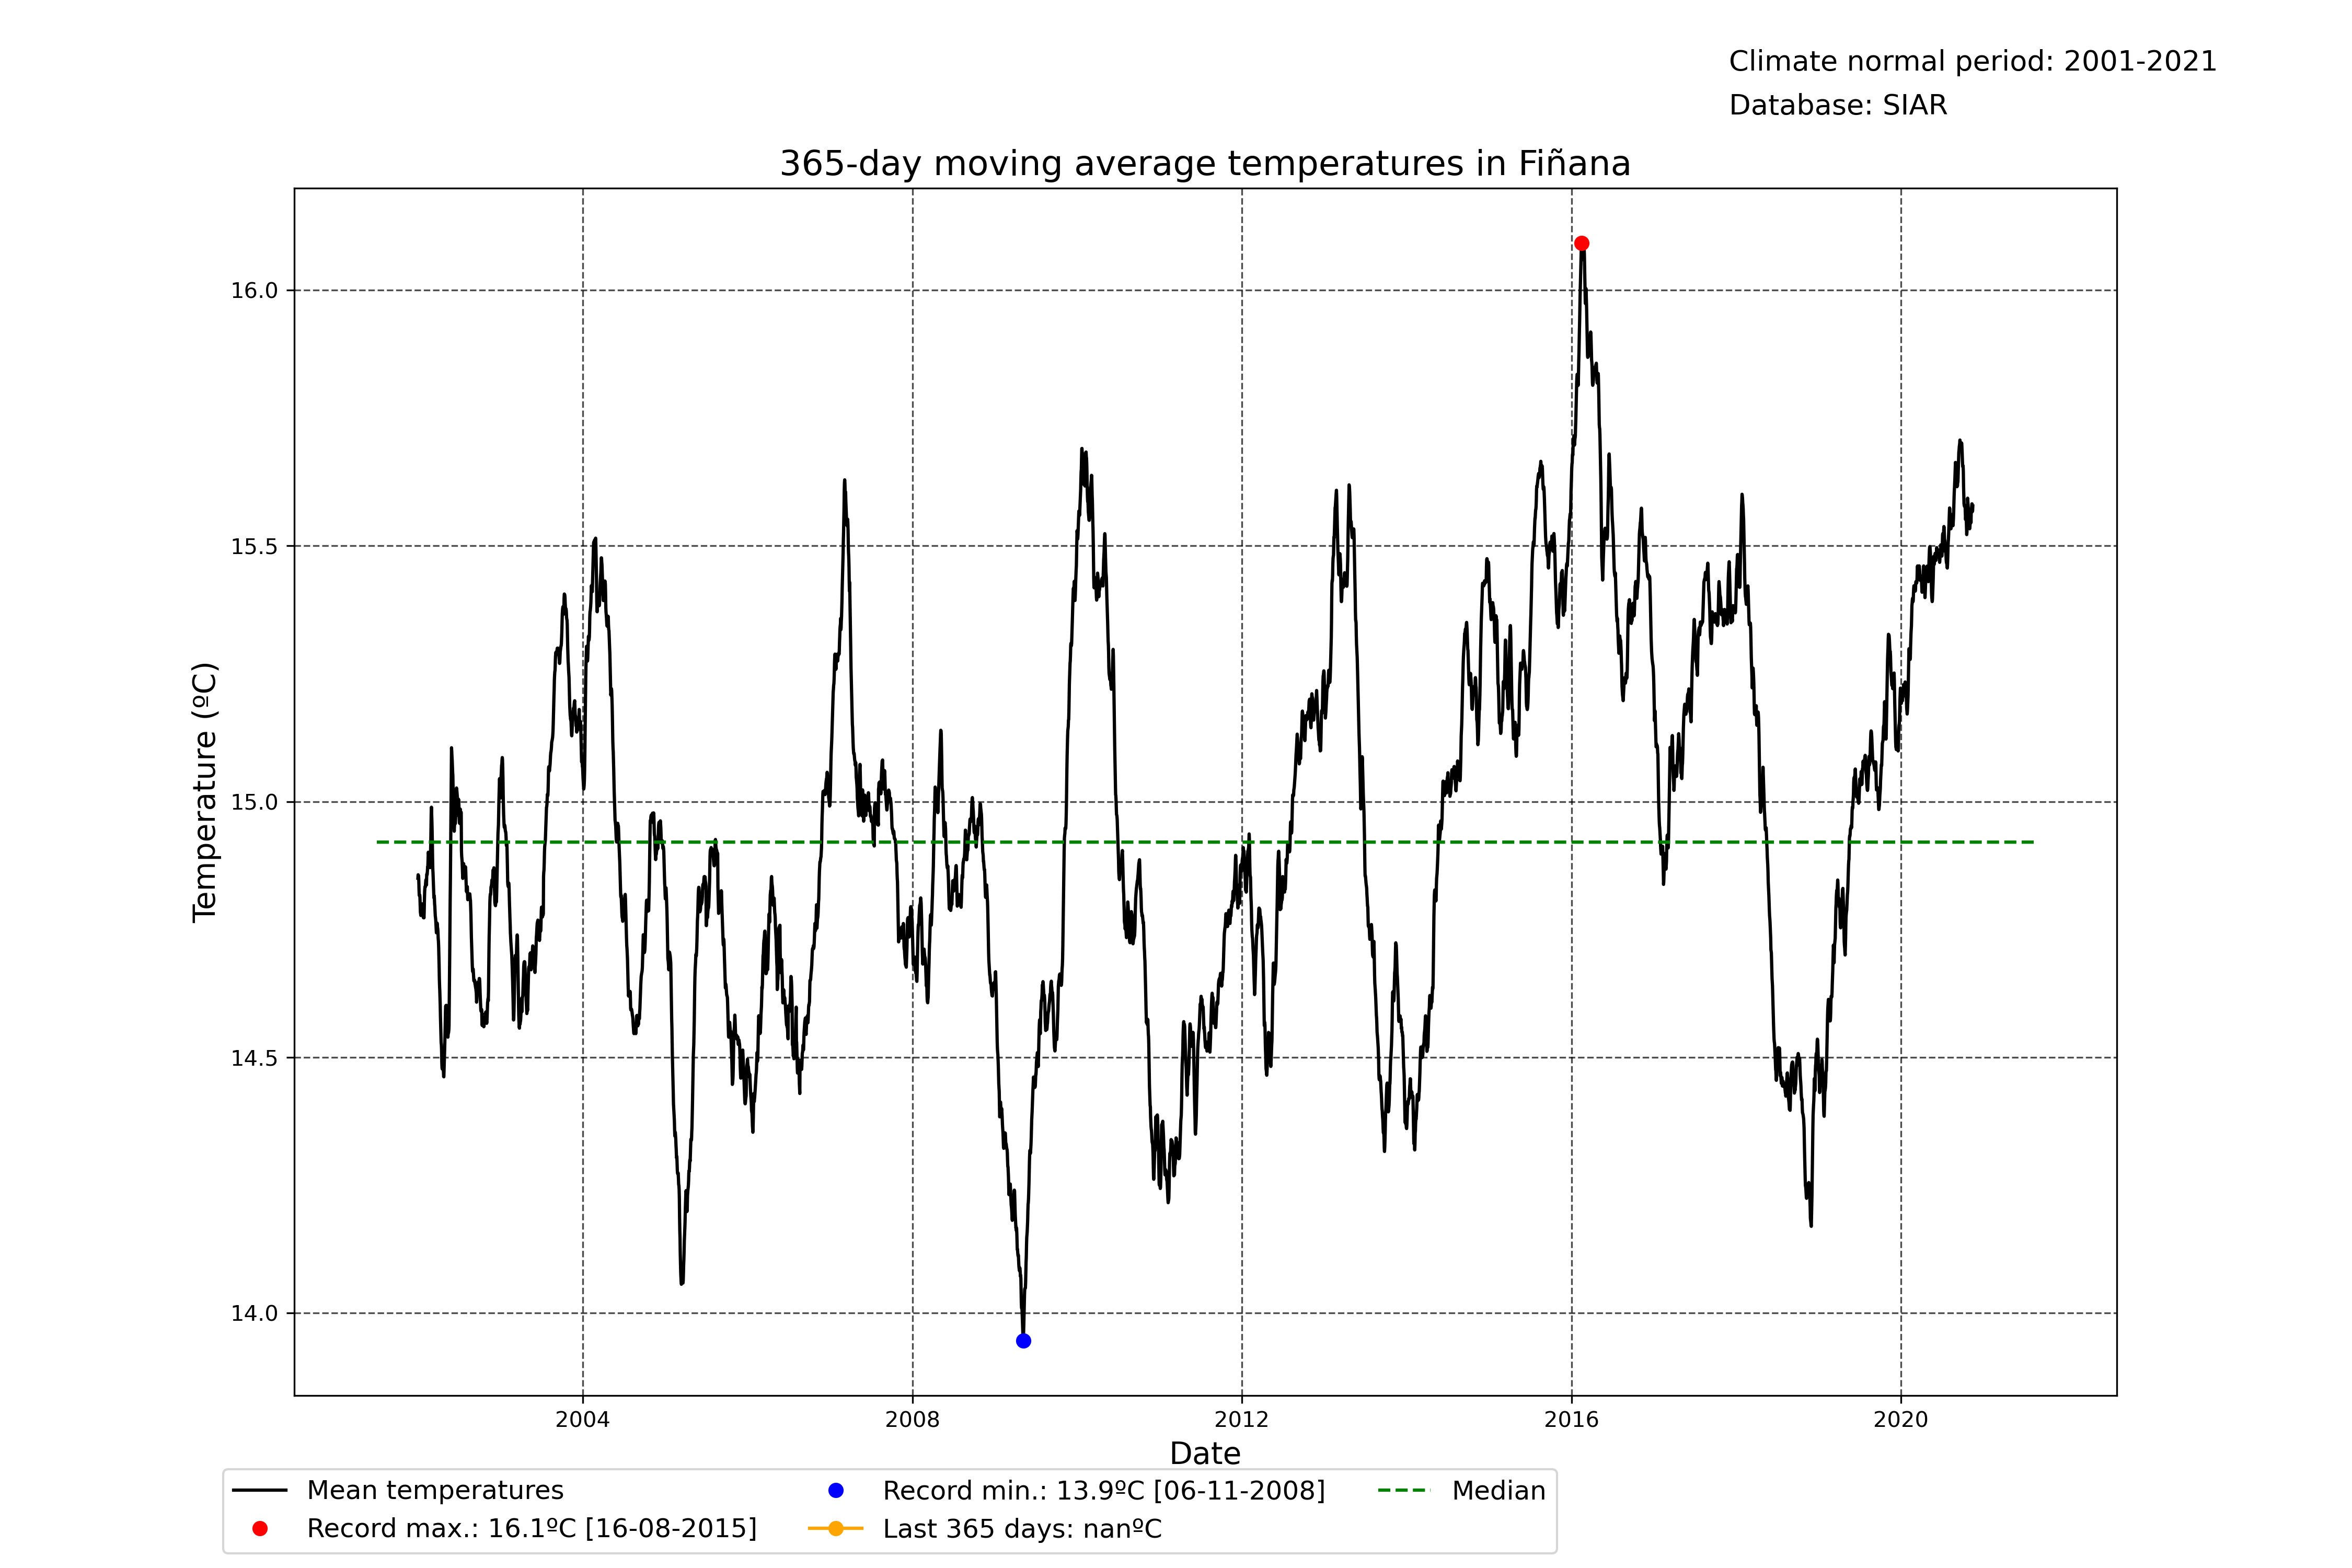 Climate normal period: 2001-2021
Database: SIAR
365-day moving average temperatures in Fiñana
Temperature (ºC)
16.0
15.5
15.0
14.5
14.0
2004 2008 2012 2016 2020
Date
Mean temperatures
Record max.: 16.1ºC [16-08-2015]
Record min.: 13.9ºC [06-11-2008]
Last 365 days: nanºC
Median